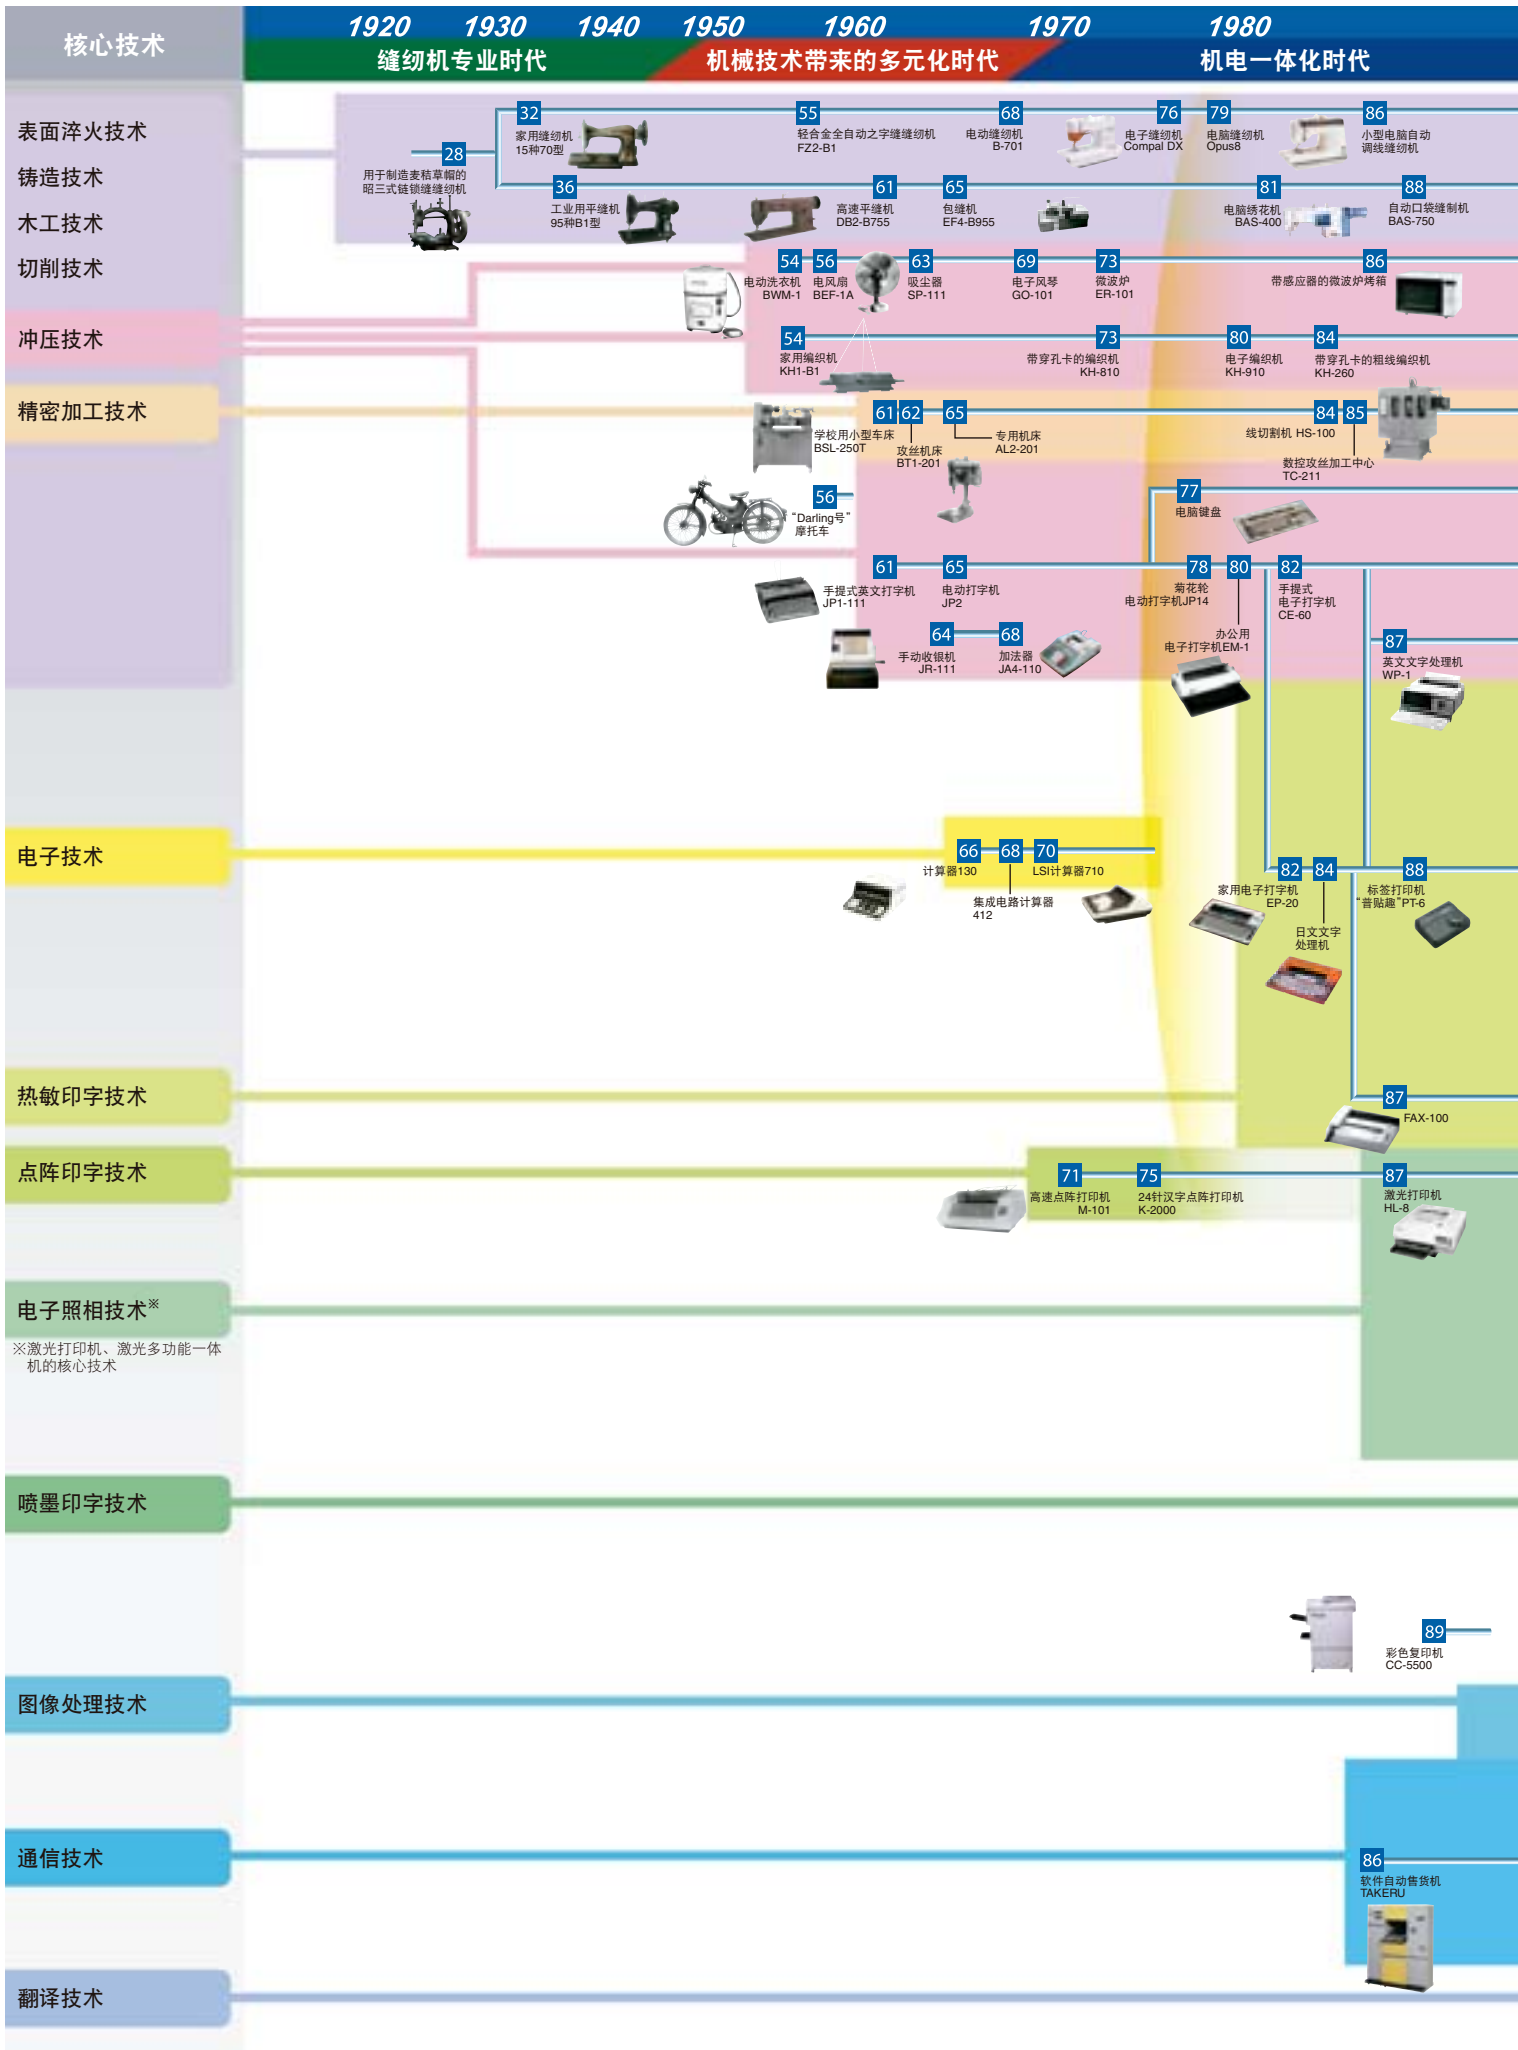 核心技术
1920 1930 1940 1950 1960 1970 1980
缝纫机专业时代 机械技术带来的多元化时代 机电一体化时代
表面淬火技术
铸造技术
木工技术
切削技术
冲压技术
精密加工技术
电子技术
热敏印字技术
点阵印字技术
电子照相技术※
※激光打印机、激光多功能一体
机的核心技术
喷墨印字技术
图像处理技术
通信技术
翻译技术
28
用于制造麦秸草帽的
昭三式链锁缝缝纫机
32
家用缝纫机
15种70型
55
轻合金全自动之字缝缝纫机
FZ2-B1
68
电动缝纫机
B-701
76
电子缝纫机
Compal DX
79
电脑缝纫机
Opus8
86
小型电脑自动
调线缝纫机
36
工业用平缝机
95种B1型
61
高速平缝机
DB2-B755
65
包缝机
EF4-B955
81
电脑绣花机
BAS-400
88
自动口袋缝制机
BAS-750
54
电动洗衣机
BWM-1
56
电风扇
BEF-1A
63
吸尘器
SP-111
69
电子风琴
GO-101
73
微波炉
ER-101
86
带感应器的微波炉烤箱
54
家用编织机
KH1-B1
73
带穿孔卡的编织机
KH-810
80
电子编织机
KH-910
84
带穿孔卡的粗线编织机
KH-260
61
学校用小型车床
BSL-250T
62
攻丝机床
BT1-201
65
专用机床
AL2-201
84
线切割机 HS-100
85
数控攻丝加工中心
TC-211
56
“Darling号”
摩托车
77
电脑键盘
61
手提式英文打字机
JP1-111
65
电动打字机
JP2
78
菊花轮
电动打字机JP14
80
办公用
电子打字机EM-1
82
手提式
电子打字机
CE-60
64
手动收银机
JR-111
68
加法器
JA4-110
87
英文文字处理机
WP-1
66
计算器130
68
集成电路计算器
412
70
LSI计算器710
82
家用电子打字机
EP-20
84
日文文字
处理机
88
标签打印机
“普贴趣”PT-6
87
FAX-100
71
高速点阵打印机
M-101
75
24针汉字点阵打印机
K-2000
87
激光打印机
HL-8
89
彩色复印机
CC-5500
86
软件自动售货机
TAKERU